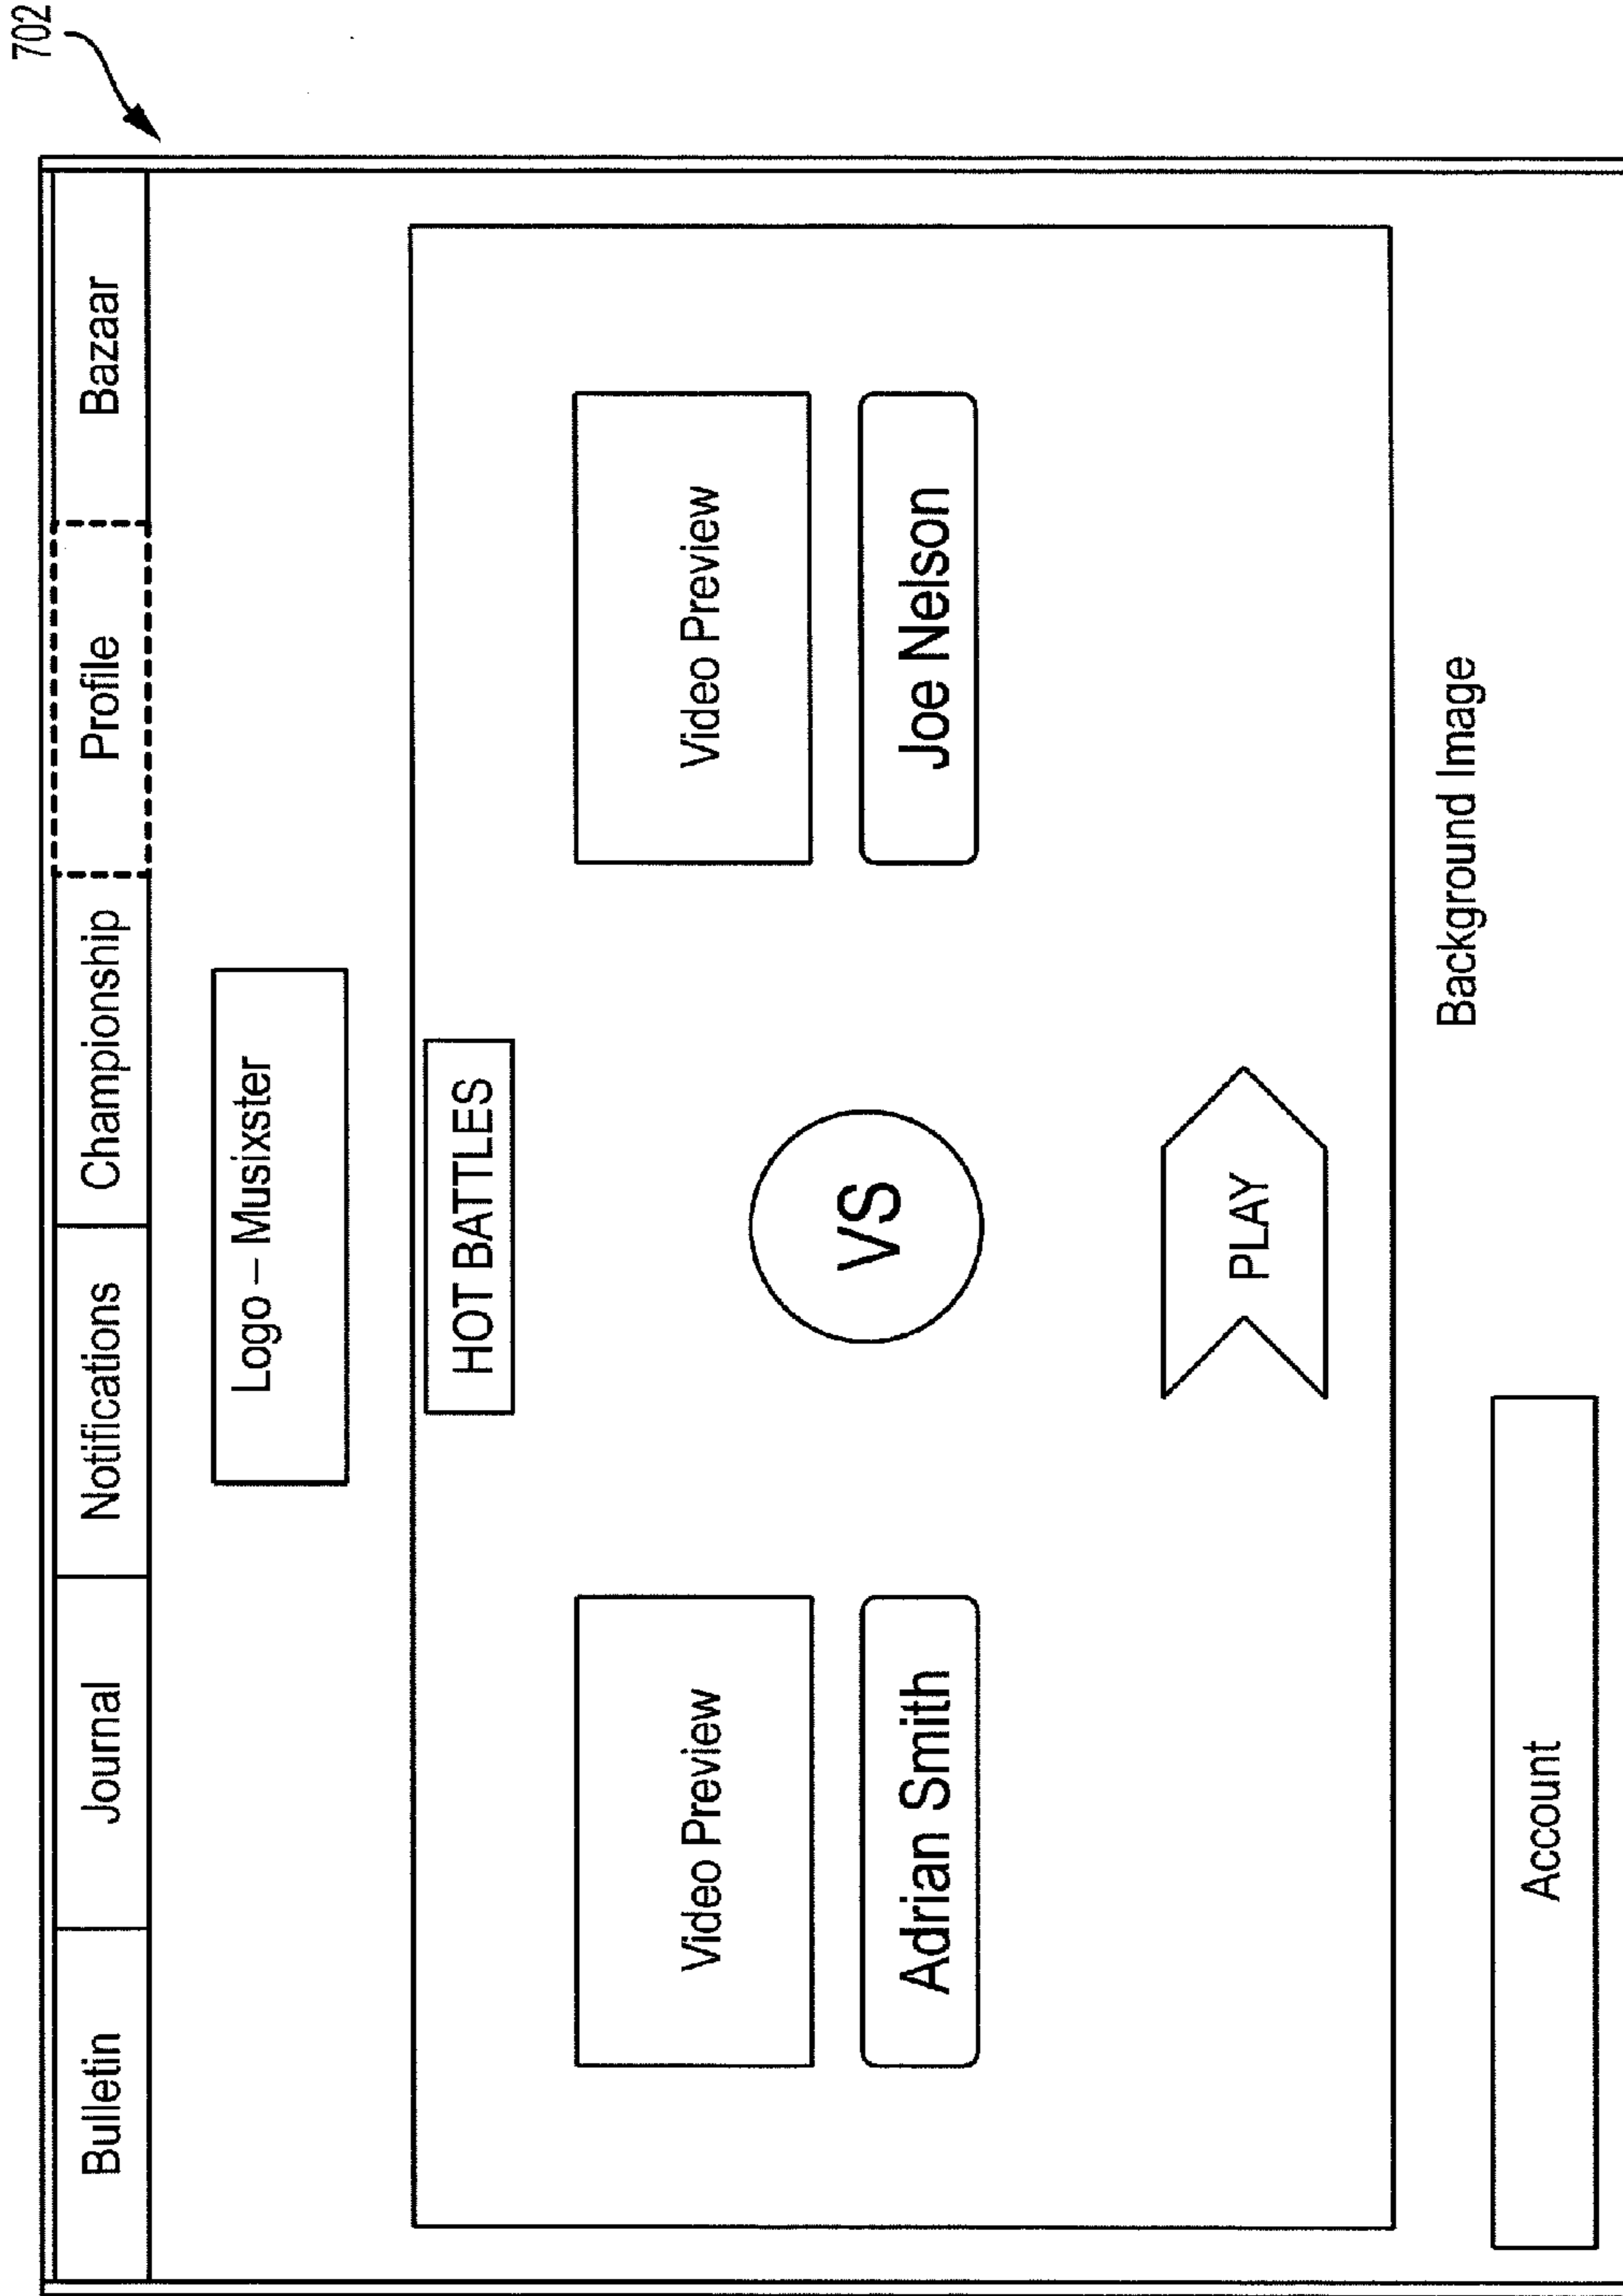 702
Bulletin Journal Notifications Championship Profile Bazaar
Logo – Musixster
HOT BATTLES
Video Preview Video Preview
VS
Adrian Smith Joe Nelson
PLAY
Background Image
Account